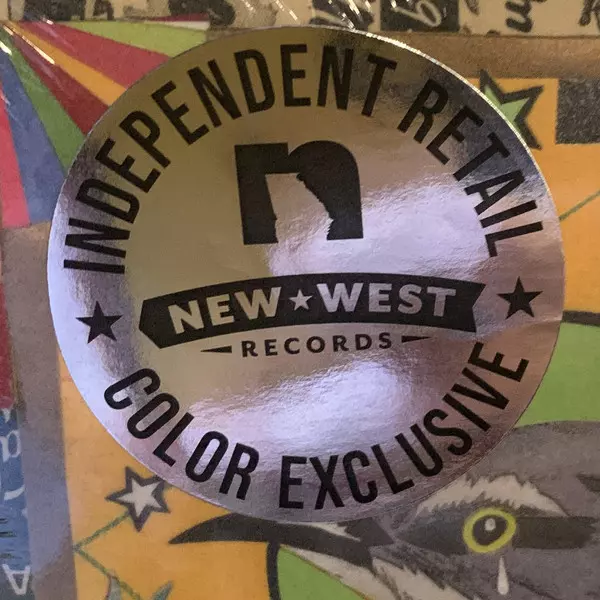 INDEPENDENT RETAIL
n
NEW★WEST
RECORDS
COLOR EXCLUSIVE